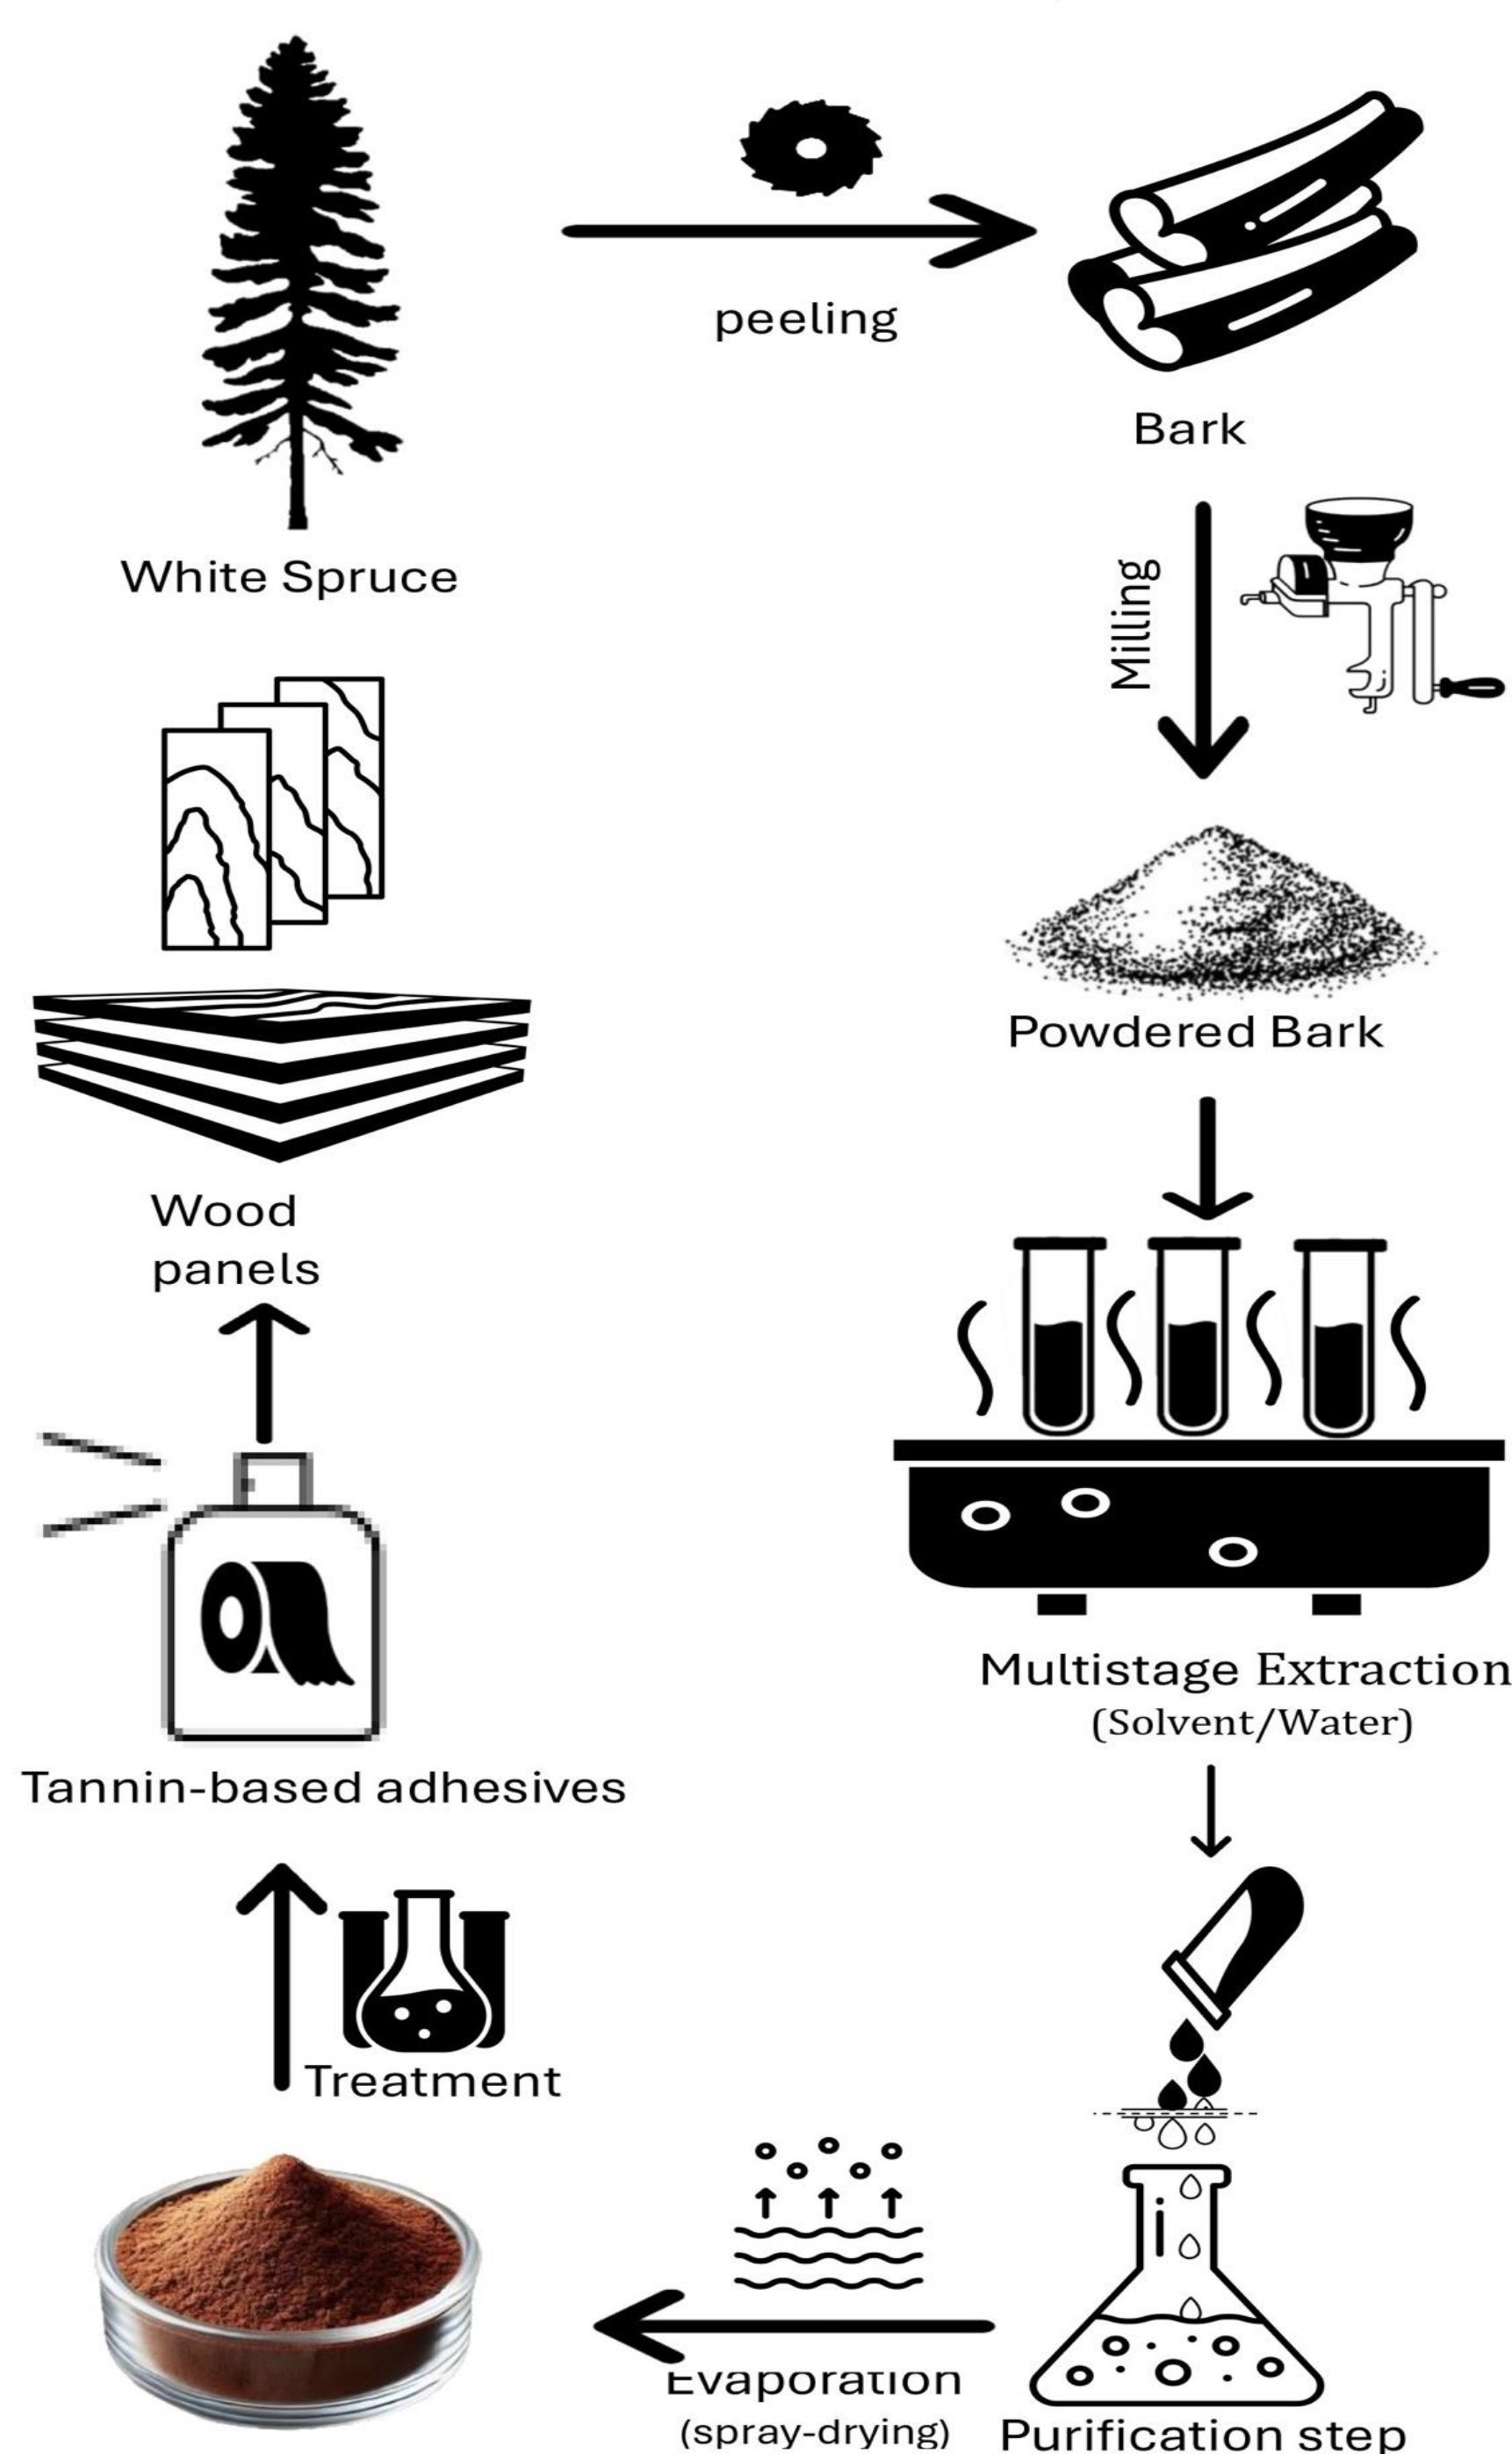 White Spruce
peeling
Bark
Milling
Powdered Bark
Multistage Extraction
(Solvent/Water)
Purification step
Evaporation
(spray-drying)
Treatment
Tannin-based adhesives
Wood
panels